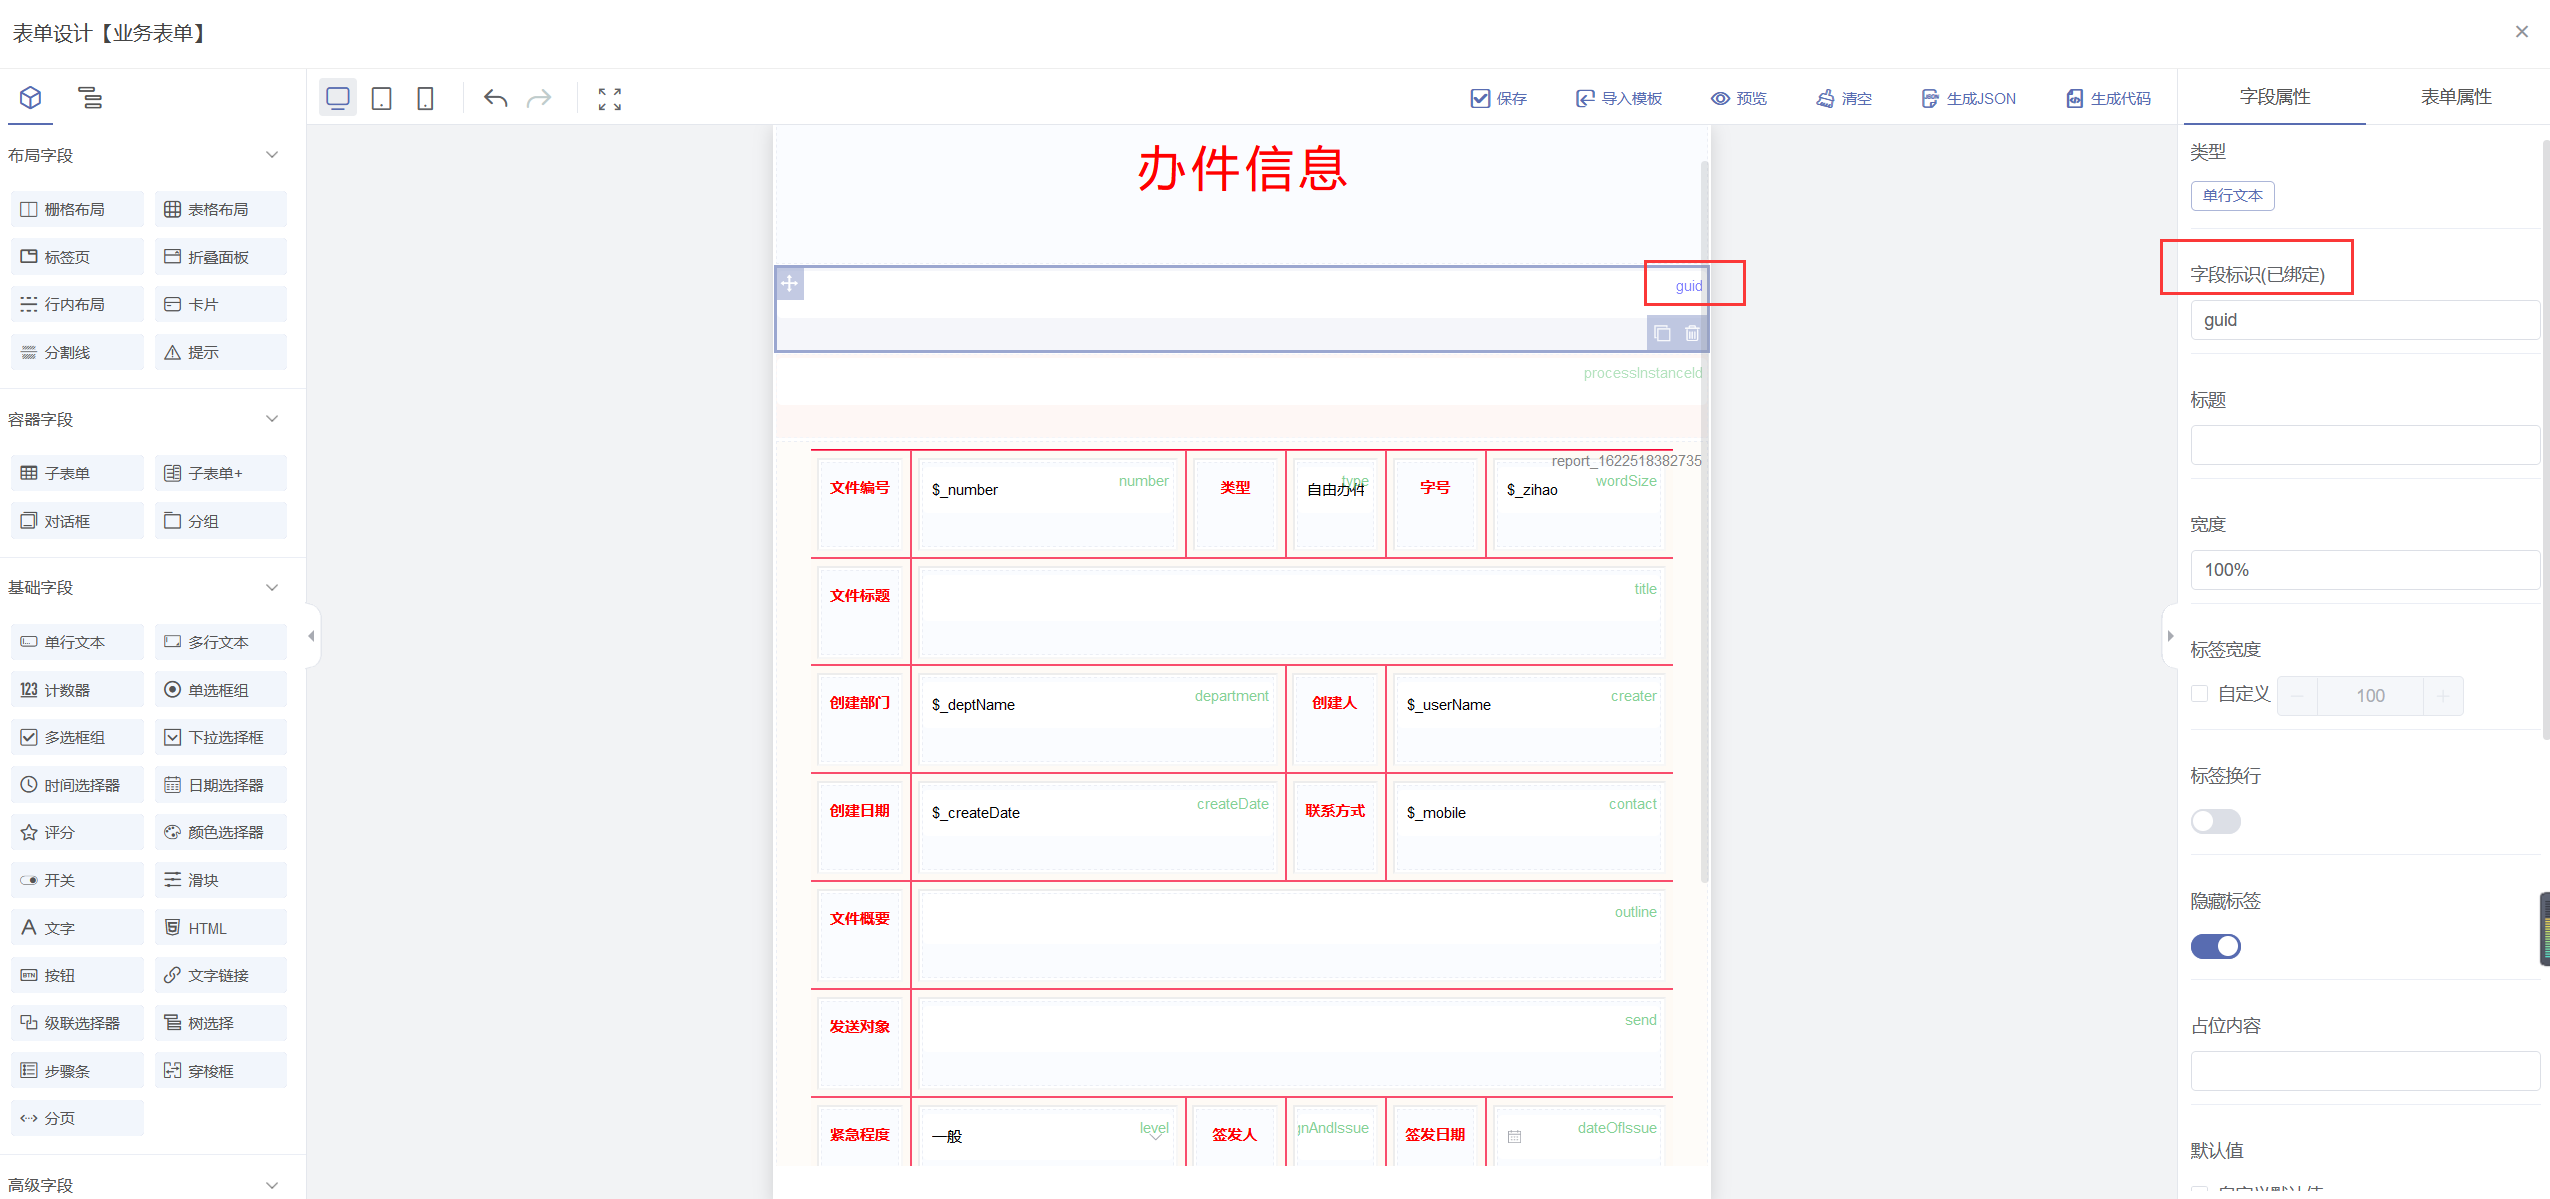 表单设计【业务表单】
保存
导入模板
预览
清空
生成JSON
生成代码
字段属性
表单属性
布局字段
栅格布局
表格布局
标签页
折叠面板
行内布局
卡片
分割线
提示
容器字段
子表单
子表单+
对话框
分组
基础字段
单行文本
多行文本
计数器
单选框组
多选框组
下拉选择框
时间选择器
日期选择器
评分
颜色选择器
开关
滑块
文字
HTML
按钮
文字链接
级联选择器
树选择
步骤条
穿梭框
分页
高级字段
办件信息
guid
processInstanceId
report_1622518382735
文件编号
$_number
number
类型
自由办件
type
字号
$_zihao
wordSize
文件标题
title
创建部门
$_deptName
department
创建人
$_userName
creater
创建日期
$_createDate
createDate
联系方式
$_mobile
contact
文件概要
outline
发送对象
send
紧急程度
一般
level
签发人
gnAndIssue
签发日期
dateOfIssue
类型
单行文本
字段标识(已绑定)
guid
标题
宽度
100%
标签宽度
自定义
100
标签换行
隐藏标签
占位内容
默认值